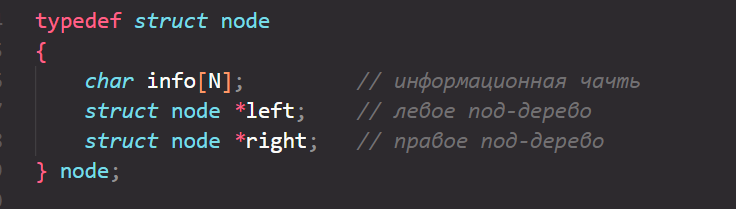 typedef struct node
{
char info[N]; // информационная чачть
struct node *left; // левое под-дерево
struct node *right; // правое под-дерево
} node;